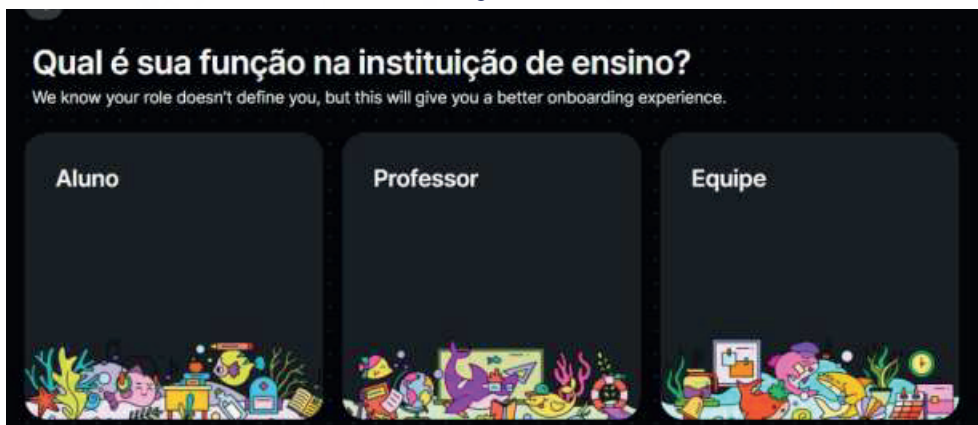 Qual é sua função na instituição de ensino?
We know your role doesn't define you, but this will give you a better onboarding experience.
Aluno
Professor
Equipe